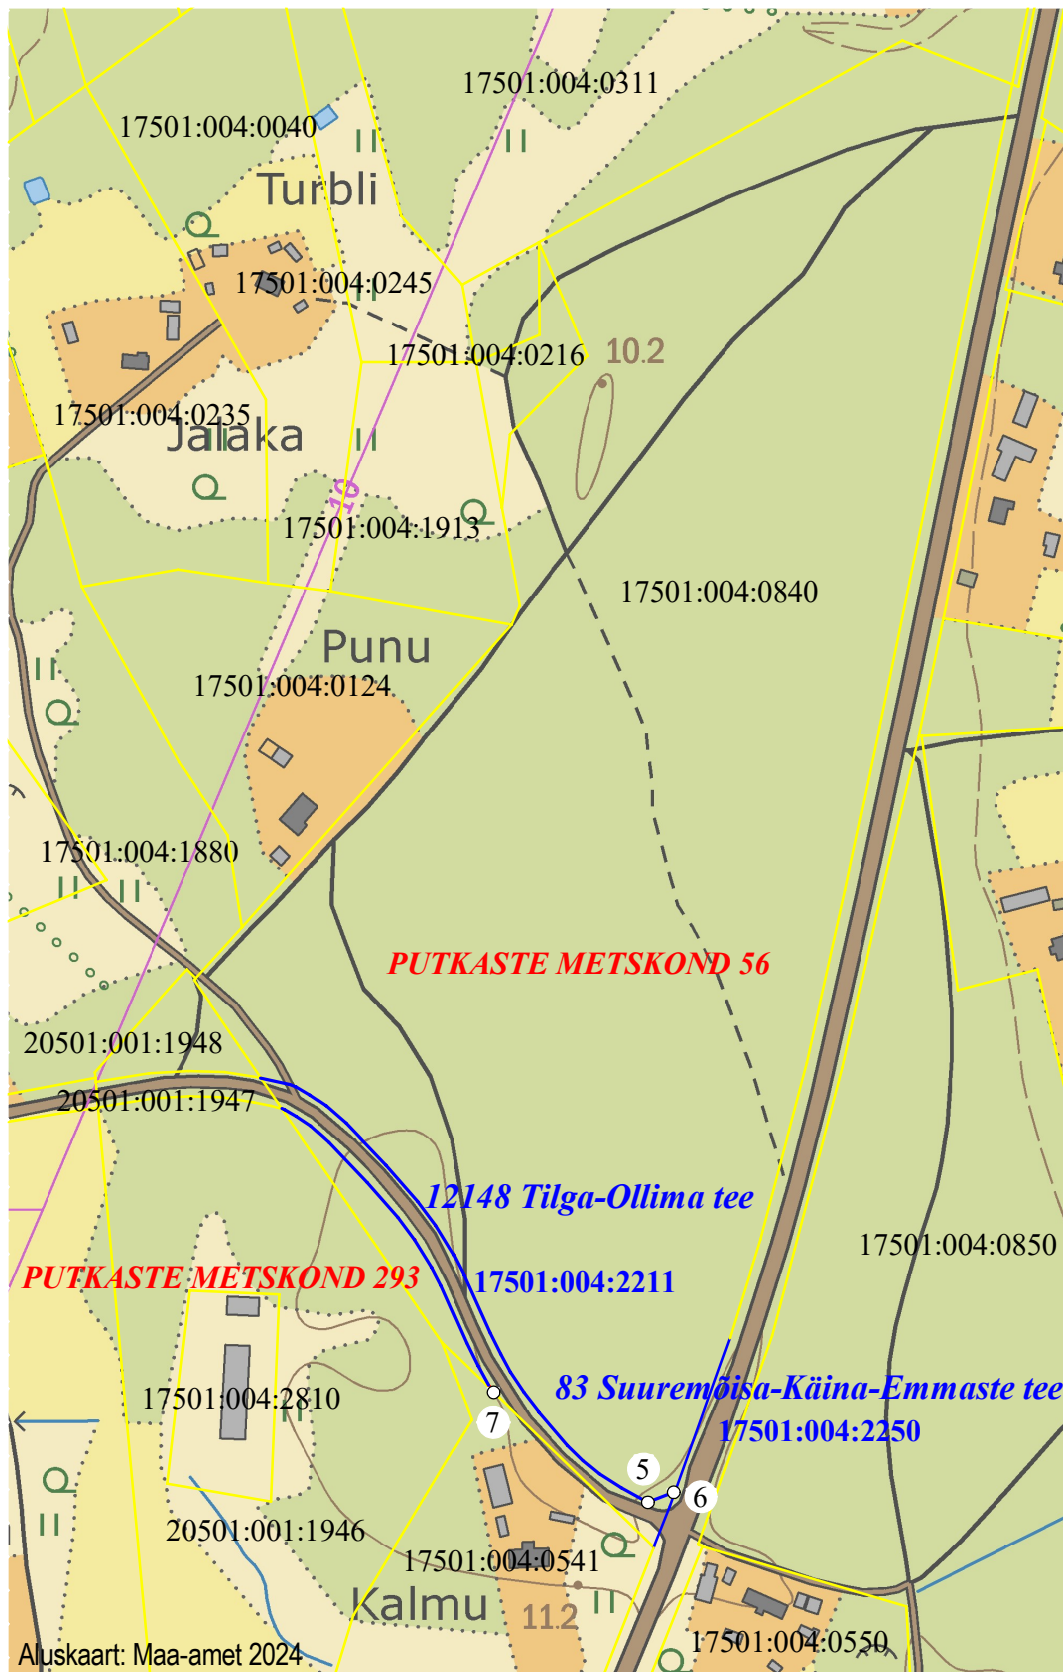 17501:004:0311
17501:004:0040
Turbli
17501:004:0245
17501:004:0216
10.2
17501:004:0235
Jalaka
10
17501:004:1913
17501:004:0840
Punu
17501:004:0124
17501:004:1880
PUTKASTE METSKOND 56
20501:001:1948
20501:001:1947
12148 Tilga-Ollima tee
17501:004:0850
PUTKASTE METSKOND 293
17501:004:2211
83 Suuremõisa-Käina-Emmaste tee
17501:004:2810
7
17501:004:2250
5
6
20501:001:1946
17501:004:0541
Kalmu
11.2
17501:004:0550
Aluskaart: Maa-amet 2024